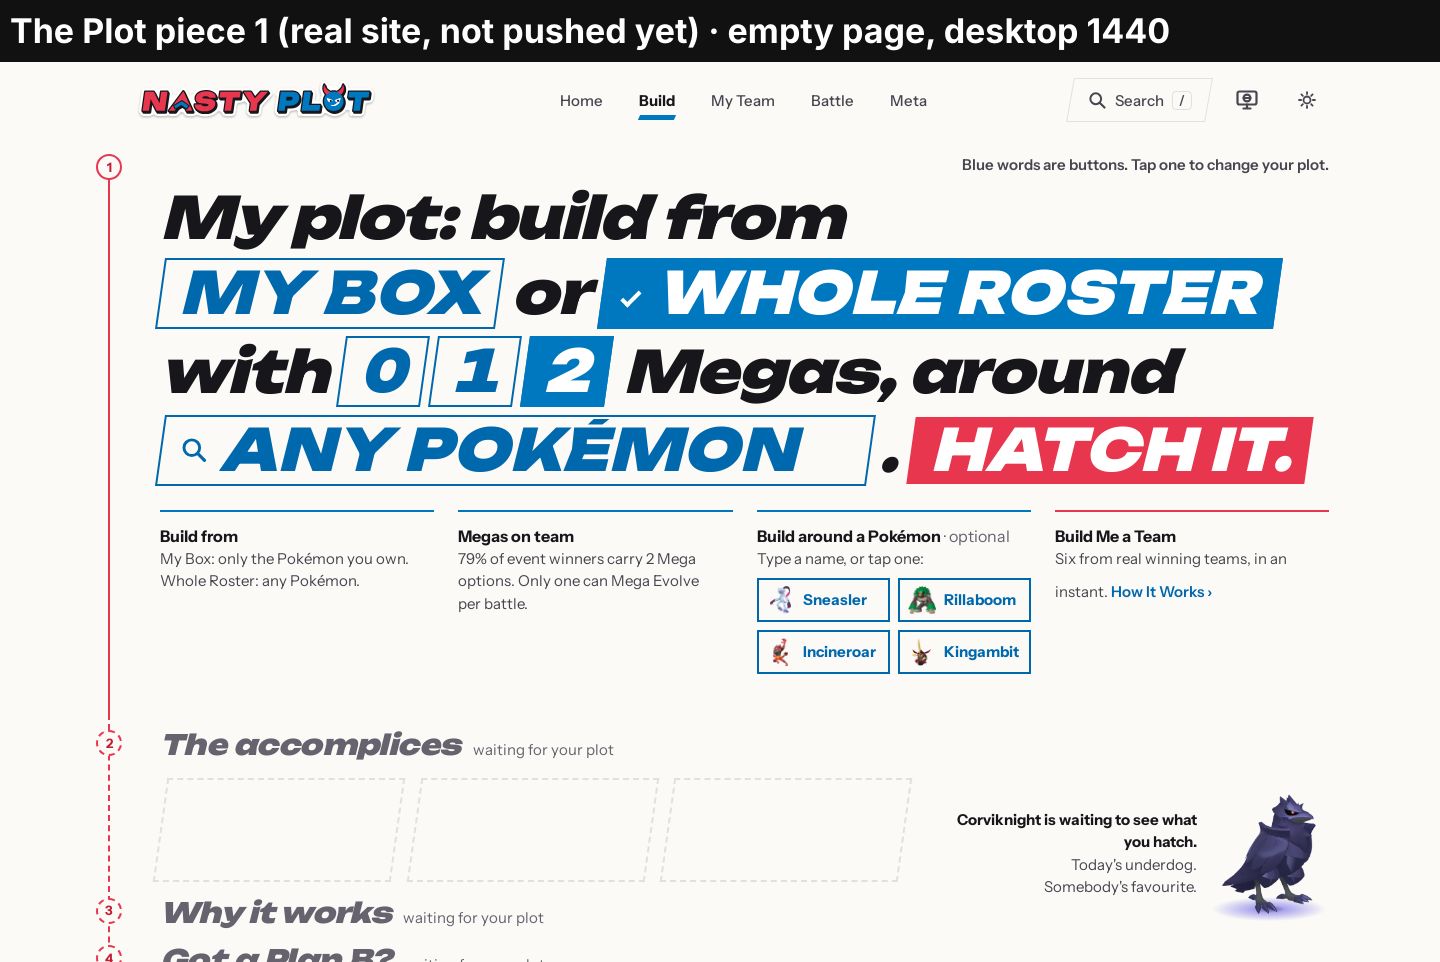 The Plot piece 1 (real site, not pushed yet) · empty page, desktop 1440
NASTY PLOT
Home Build My Team Battle Meta Search /
1
Blue words are buttons. Tap one to change your plot.
My plot: build from
MY BOX or WHOLE ROSTER
with 0 1 2 Megas, around
ANY POKÉMON . HATCH IT.
Build from
My Box: only the Pokémon you own.
Whole Roster: any Pokémon.
Megas on team
79% of event winners carry 2 Mega
options. Only one can Mega Evolve
per battle.
Build around a Pokémon · optional
Type a name, or tap one:
Sneasler Rillaboom
Incineroar Kingambit
Build Me a Team
Six from real winning teams, in an
instant. How It Works ›
2
The accomplices waiting for your plot
Corviknight is waiting to see what
you hatch.
Today's underdog.
Somebody's favourite.
3
Why it works waiting for your plot
4
Got a Plan B? waiting for your plot